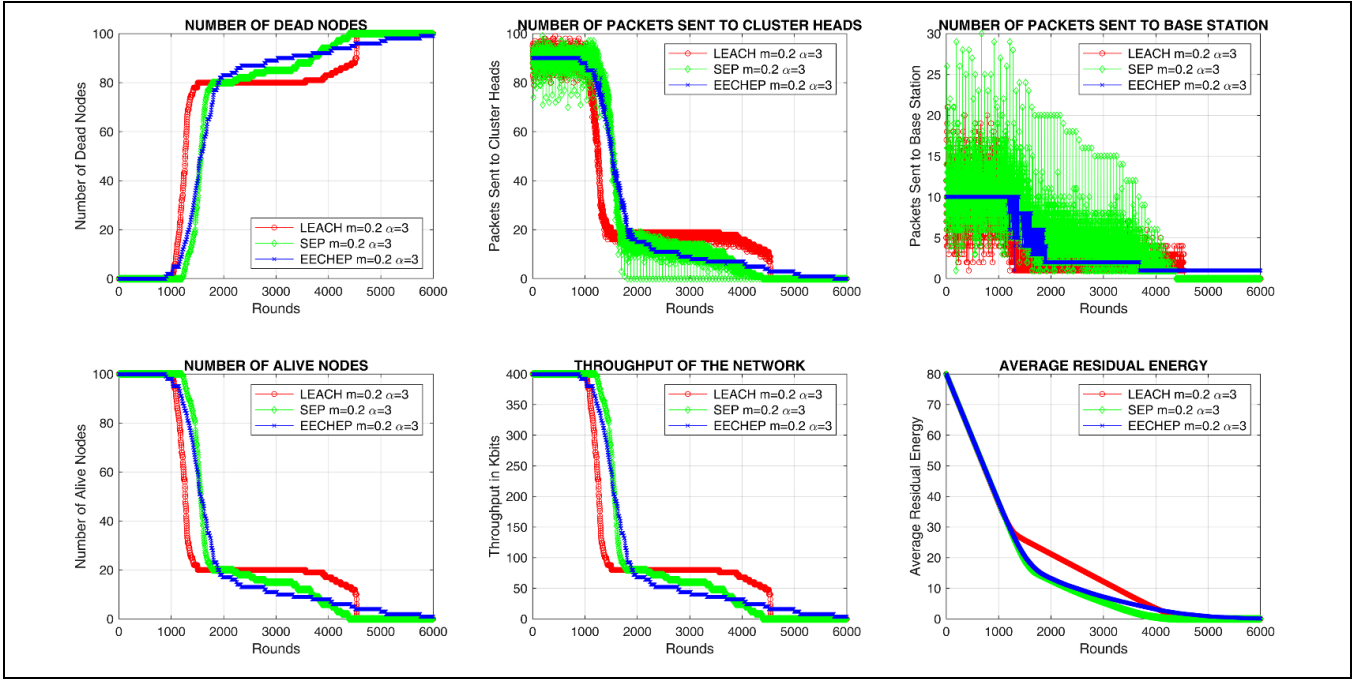 NUMBER OF DEAD NODES
100
80
60
40
20
0
Number of Dead Nodes
LEACH m=0.2 α=3
SEP m=0.2 α=3
EECHEP m=0.2 α=3
0 1000 2000 3000 4000 5000 6000
Rounds
NUMBER OF PACKETS SENT TO CLUSTER HEADS
100
80
60
40
20
0
Packets Sent to Cluster Heads
LEACH m=0.2 α=3
SEP m=0.2 α=3
EECHEP m=0.2 α=3
0 1000 2000 3000 4000 5000 6000
Rounds
NUMBER OF PACKETS SENT TO BASE STATION
30
25
20
15
10
5
0
Packets Sent to Base Station
LEACH m=0.2 α=3
SEP m=0.2 α=3
EECHEP m=0.2 α=3
0 1000 2000 3000 4000 5000 6000
Rounds
NUMBER OF ALIVE NODES
100
80
60
40
20
0
Number of Alive Nodes
LEACH m=0.2 α=3
SEP m=0.2 α=3
EECHEP m=0.2 α=3
0 1000 2000 3000 4000 5000 6000
Rounds
THROUGHPUT OF THE NETWORK
400
350
300
250
200
150
100
50
0
Throughput in Kbits
LEACH m=0.2 α=3
SEP m=0.2 α=3
EECHEP m=0.2 α=3
0 1000 2000 3000 4000 5000 6000
Rounds
AVERAGE RESIDUAL ENERGY
80
70
60
50
40
30
20
10
0
Average Residual Energy
LEACH m=0.2 α=3
SEP m=0.2 α=3
EECHEP m=0.2 α=3
0 1000 2000 3000 4000 5000 6000
Rounds